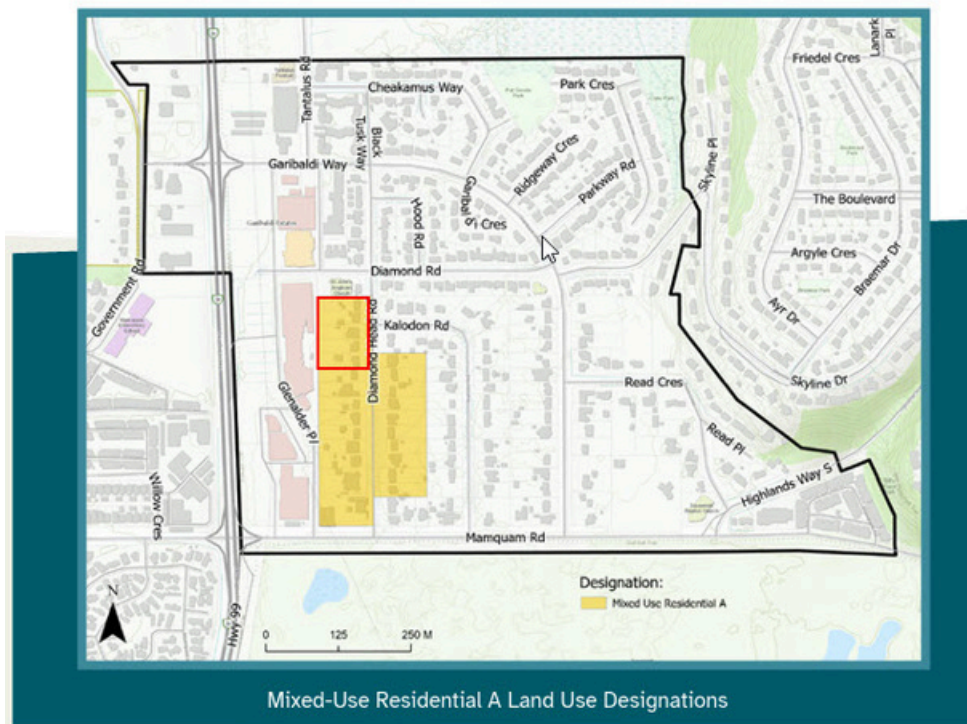 Lanark Pl
Friedel Cres
Tantalus Rd
Cheakamus Way
Park Cres
Tusk Way
Black
Skyline Pl
Garibaldi Way
Ridgeway Cres
Parkway Rd
Garibaldi Cres
Hood Rd
The Boulevard
Diamond Rd
Argyle Cres
Braemar Dr
Government Rd
Ayr Dr
Diamond Head Rd
Kalodon Rd
Glenalder Pl
Read Cres
Skyline Dr
Read Pl
Willow Cres
Highlands Way S
Mamquam Rd
Hwy 99
N
0 125 250 M
Designation:
Mixed Use Residential A
Mixed-Use Residential A Land Use Designations